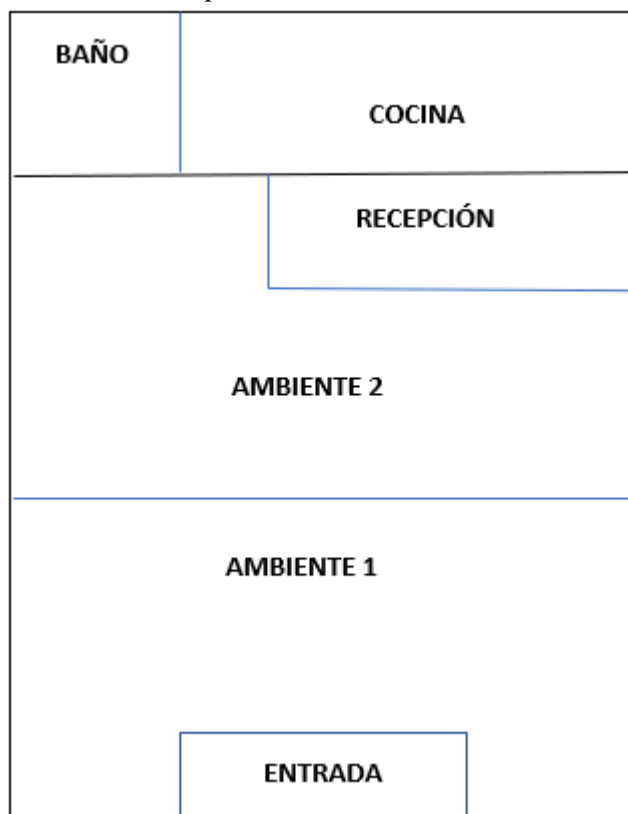 BAÑO
COCINA
RECEPCIÓN
AMBIENTE 2
AMBIENTE 1
ENTRADA